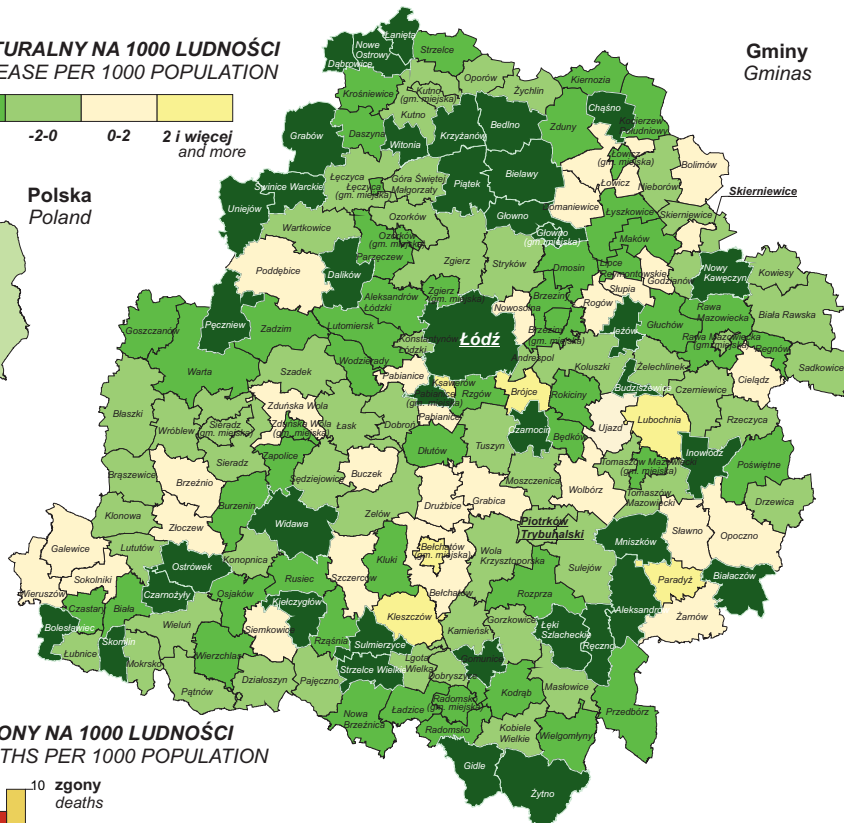 TURALNY NA 1000 LUDNOŚCI
EASE PER 1000 POPULATION
-2-0
0-2
2 i więcej
and more
Gminy
Gminas
Polska
Poland
Łanięta
Nowe
Ostrowy
Dąbrowice
Strzelce
Oporów
Kutno
(gm. miejska)
Kutno
Krośniewice
Żychlin
Kiernozia
Chąśno
Kocierzew
Południowy
Zduny
Bedlno
Krzyżanów
Daszyna
Witonia
Grabów
Łowicz
(gm. miejska)
Łowicz
Nieborów
Bolimów
Skierniewice
Świnice Warckie
Łęczyca
Łęczyca
(gm. miejska)
Góra Świętej
Małgorzaty
Piątek
Bielawy
Domaniewice
Łyszkowice
Skierniewice
Uniejów
Wartkowice
Ozorków
Ozorków
(gm. miejska)
Głowno
Głowno
(gm. miejska)
Maków
Parzęczew
Zgierz
Stryków
Dmosin
Lipce
Reymontowskie
Godzianów
Nowy
Kawęczyn
Kowiesy
Poddębice
Dalików
Słupia
Rogów
Pęczniew
Aleksandrów
Łódzki
Zgierz
(gm. miejska)
Nowosolna
Brzeziny
Brzeziny
(gm. miejska)
Jeżów
Głuchów
Rawa
Mazowiecka
Biała Rawska
Rawa Mazowiecka
(gm. miejska)
Regnów
Sadkowice
Goszczanów
Zadzim
Lutomiersk
Konstantynów
Łódzki
Łódź
Andrespol
Koluszki
Żelechlinek
Cielądz
Warta
Wodzierady
Szadek
Pabianice
Ksawerów
Pabianice
(gm. miejska)
Pabianice
Rzgów
Brójce
Rokiciny
Budziszewice
Czerniewice
Błaszki
Wróblew
Sieradz
(gm. miejska)
Zduńska Wola
Zduńska Wola
(gm. miejska)
Łask
Dobroń
Czarnocin
Będków
Ujazd
Lubochnia
Rzeczyca
Sieradz
Zapolice
Sędziejowice
Dłutów
Tuszyn
Inowłódz
Poświętne
Brąszewice
Brzeźnio
Buczek
Moszczenica
Wolbórz
Tomaszów Mazowiecki
(gm. miejska)
Tomaszów
Mazowiecki
Drzewica
Klonowa
Złoczew
Burzenin
Widawa
Zelów
Drużbice
Grabica
Piotrków
Trybunalski
Mniszków
Sławno
Opoczno
Galewice
Lututów
Ostrówek
Konopnica
Szczerców
Kluki
Bełchatów
(gm. miejska)
Bełchatów
Wola
Krzysztoporska
Sulejów
Wieruszów
Sokolniki
Czarnożyły
Osjaków
Rusiec
Paradyż
Białaczów
Czastary
Biała
Kiełczygłów
Kleszczów
Rozprza
Aleksandrów
Żarnów
Bolesławiec
Skomlin
Wieluń
Siemkowice
Rząśnia
Sulmierzyce
Kamieńsk
Gorzkowice
Łęki
Szlacheckie
Ręczno
Łubnice
Mokrsko
Wierzchlas
Strzelce Wielkie
Lgota
Wielka
Gomunice
Dobryszyce
Masłowice
Pątnów
Działoszyn
Pajęczno
Nowa
Brzeźnica
Ładzice
Radomsko
(gm. miejska)
Radomsko
Kodrąb
Przedbórz
Kobiele
Wielkie
Wielgomłyny
Gidle
Żytno
ONY NA 1000 LUDNOŚCI
THS PER 1000 POPULATION
10
zgony
deaths